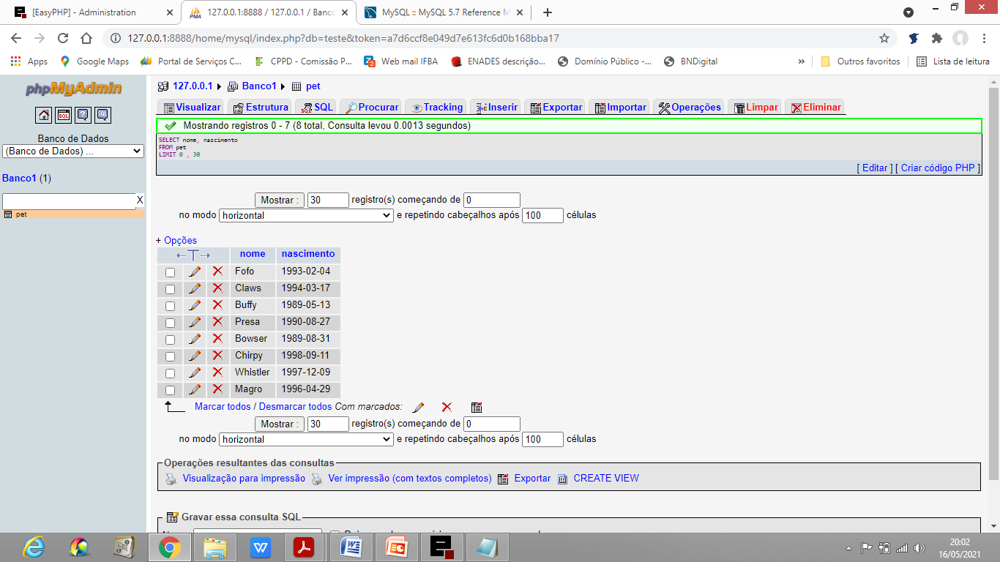 [EasyPHP] - Administration
127.0.0.1:8888 / 127.0.0.1 / Banco
MySQL :: MySQL 5.7 Reference M
127.0.0.1:8888/home/mysql/index.php?db=teste&token=a7d6ccf8e049d7e613fc6d0b168bba17
Apps
Google Maps
Portal de Serviços C...
CPPD - Comissão P...
Web mail IFBA
ENADES descrição...
Domínio Público -...
BNDigital
»
Outros favoritos
Lista de leitura
phpMyAdmin
Banco de Dados
(Banco de Dados) ...
Banco1 (1)
X
pet
127.0.0.1 Banco1 pet
Visualizar Estrutura SQL Procurar Tracking Inserir Exportar Importar Operações Limpar Eliminar
Mostrando registros 0 - 7 (8 total, Consulta levou 0.0013 segundos)
SELECT nome, nascimento
FROM pet
LIMIT 0 , 30
[ Editar ] [ Criar código PHP ]
Mostrar : 30 registro(s) começando de 0
no modo horizontal e repetindo cabeçalhos após 100 células
+ Opções
←T→ nome nascimento
Fofo 1993-02-04
Claws 1994-03-17
Buffy 1989-05-13
Presa 1990-08-27
Bowser 1989-08-31
Chirpy 1998-09-11
Whistler 1997-12-09
Magro 1996-04-29
Marcar todos / Desmarcar todos Com marcados:
Mostrar : 30 registro(s) começando de 0
no modo horizontal e repetindo cabeçalhos após 100 células
Operações resultantes das consultas
Visualização para impressão Ver impressão (com textos completos) Exportar CREATE VIEW
Gravar essa consulta SQL
20:02
16/05/2021